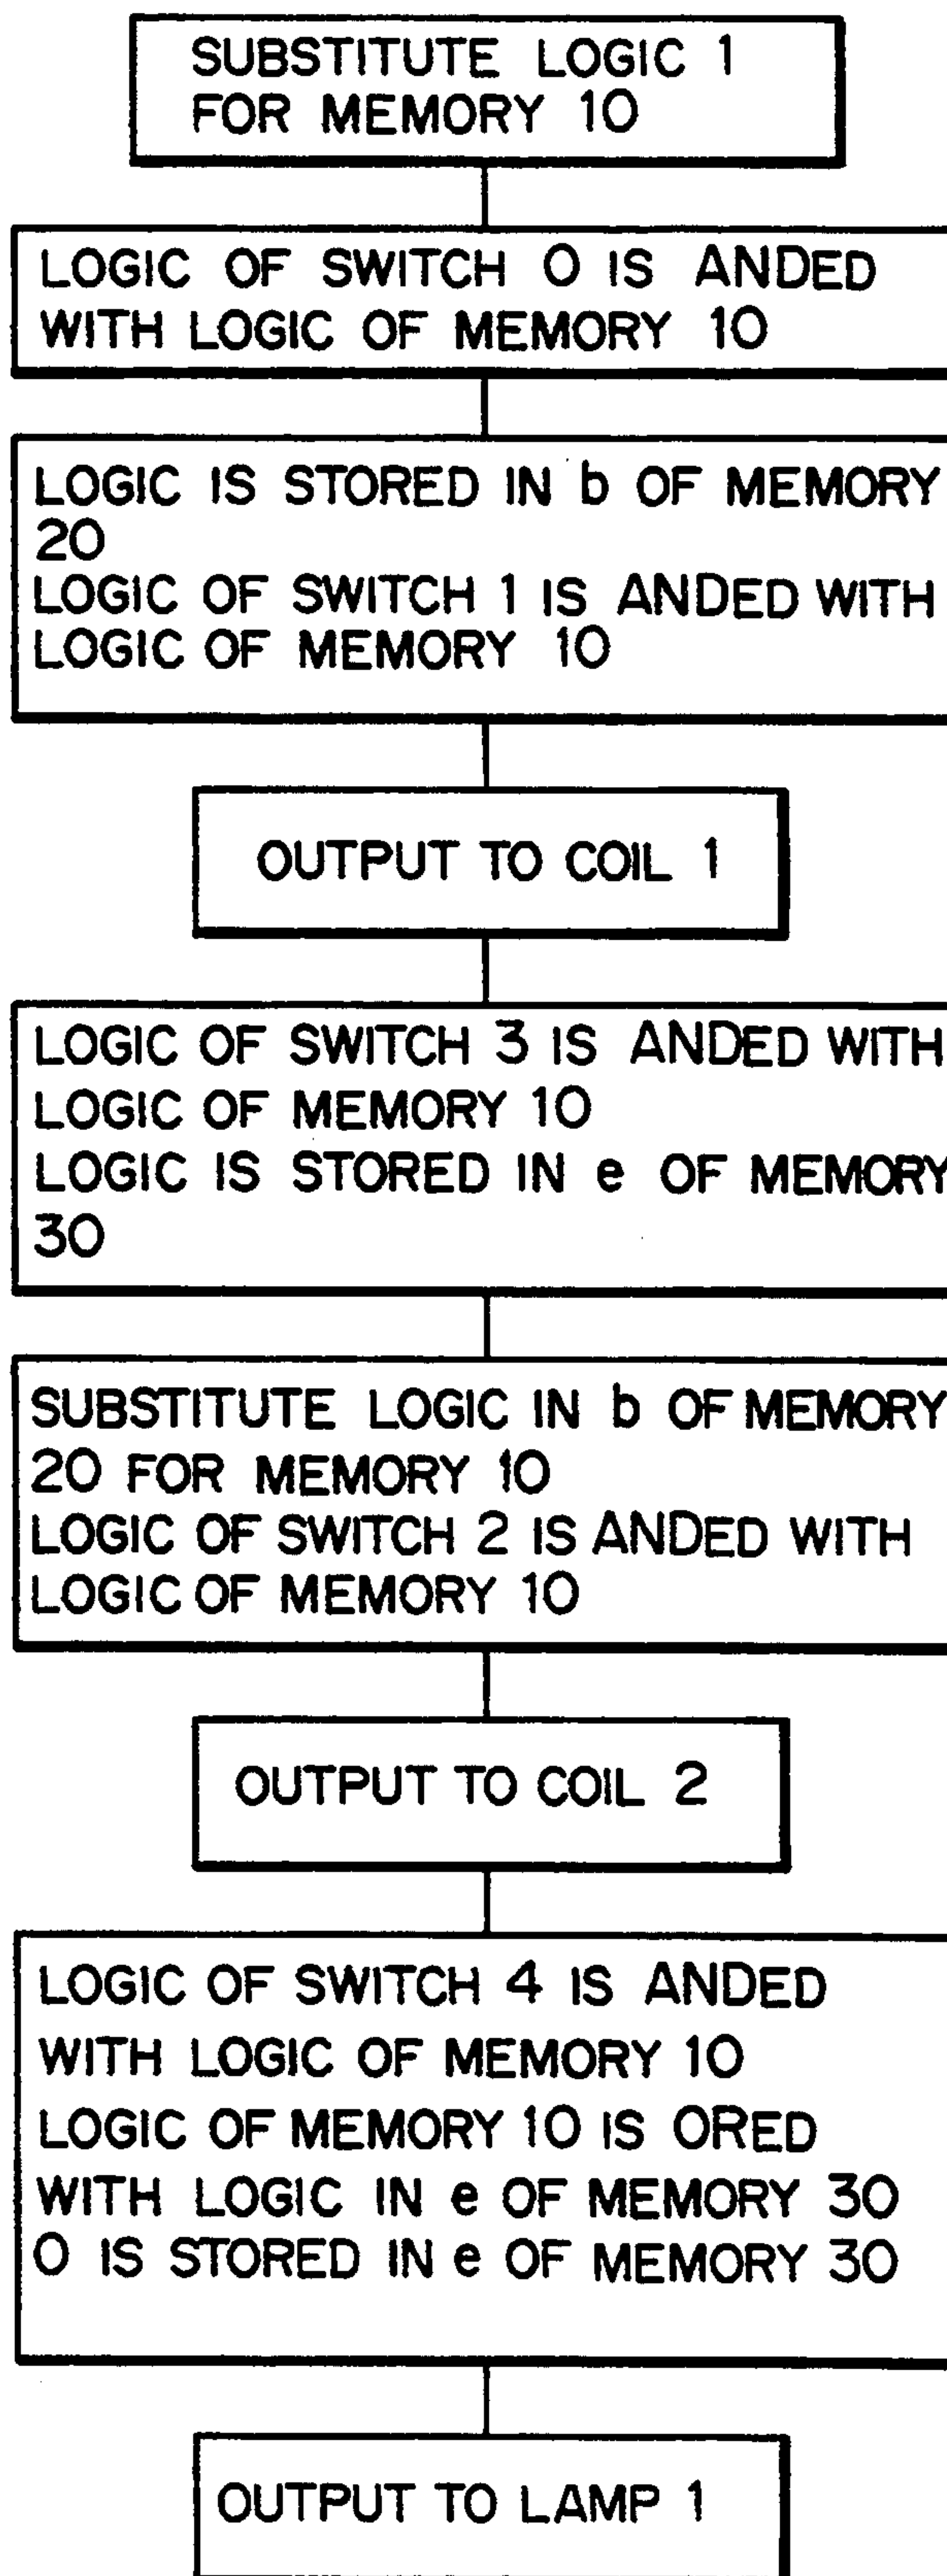 SUBSTITUTE LOGIC 1
FOR MEMORY 10
LOGIC OF SWITCH 0 IS ANDED
WITH LOGIC OF MEMORY 10
LOGIC IS STORED IN b OF MEMORY
20
LOGIC OF SWITCH 1 IS ANDED WITH
LOGIC OF MEMORY 10
OUTPUT TO COIL 1
LOGIC OF SWITCH 3 IS ANDED WITH
LOGIC OF MEMORY 10
LOGIC IS STORED IN e OF MEMORY
30
SUBSTITUTE LOGIC IN b OF MEMORY
20 FOR MEMORY 10
LOGIC OF SWITCH 2 IS ANDED WITH
LOGIC OF MEMORY 10
OUTPUT TO COIL 2
LOGIC OF SWITCH 4 IS ANDED
WITH LOGIC OF MEMORY 10
LOGIC OF MEMORY 10 IS ORED
WITH LOGIC IN e OF MEMORY 30
0 IS STORED IN e OF MEMORY 30
OUTPUT TO LAMP 1